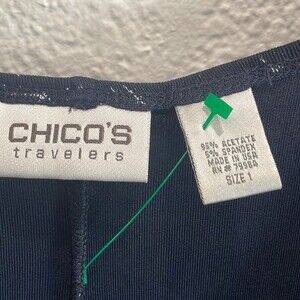 CHICO'S
travelers
95% ACETATE
5% SPANDEX
MADE IN USA
RN# 79984
SIZE 1